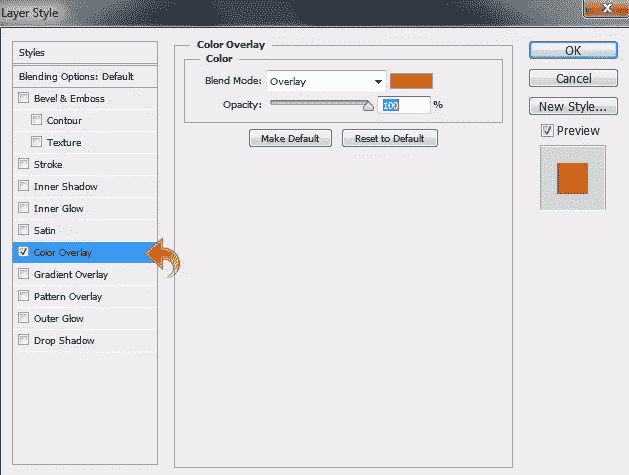 Layer Style
Styles
Blending Options: Default
Bevel & Emboss
Contour
Texture
Stroke
Inner Shadow
Inner Glow
Satin
Color Overlay
Gradient Overlay
Pattern Overlay
Outer Glow
Drop Shadow
Color Overlay
Color
Blend Mode: Overlay
Opacity: 100 %
Make Default Reset to Default
OK
Cancel
New Style...
Preview